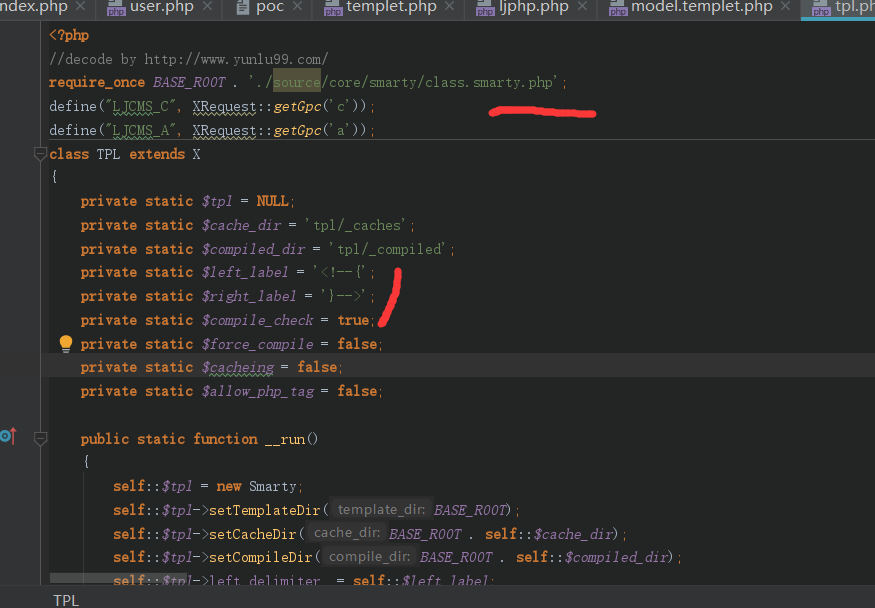 ndex.php × php user.php × poc × php templet.php × php ljphp.php × php model.templet.php × php tpl.ph
<?php
//decode by http://www.yunlu99.com/
require_once BASE_ROOT . './source/core/smarty/class.smarty.php';
define("LJCMS_C", XRequest::getGpc('c'));
define("LJCMS_A", XRequest::getGpc('a'));
class TPL extends X
{
private static $tpl = NULL;
private static $cache_dir = 'tpl/_caches';
private static $compiled_dir = 'tpl/_compiled';
private static $left_label = '<!--{';
private static $right_label = '}-->';
private static $compile_check = true;
private static $force_compile = false;
private static $cacheing = false;
private static $allow_php_tag = false;
public static function __run()
{
self::$tpl = new Smarty;
self::$tpl->setTemplateDir( template_dir: BASE_ROOT);
self::$tpl->setCacheDir( cache_dir: BASE_ROOT . self::$cache_dir);
self::$tpl->setCompileDir( compile_dir: BASE_ROOT . self::$compiled_dir);
self::$tpl->left_delimiter = self::$left_label;
TPL